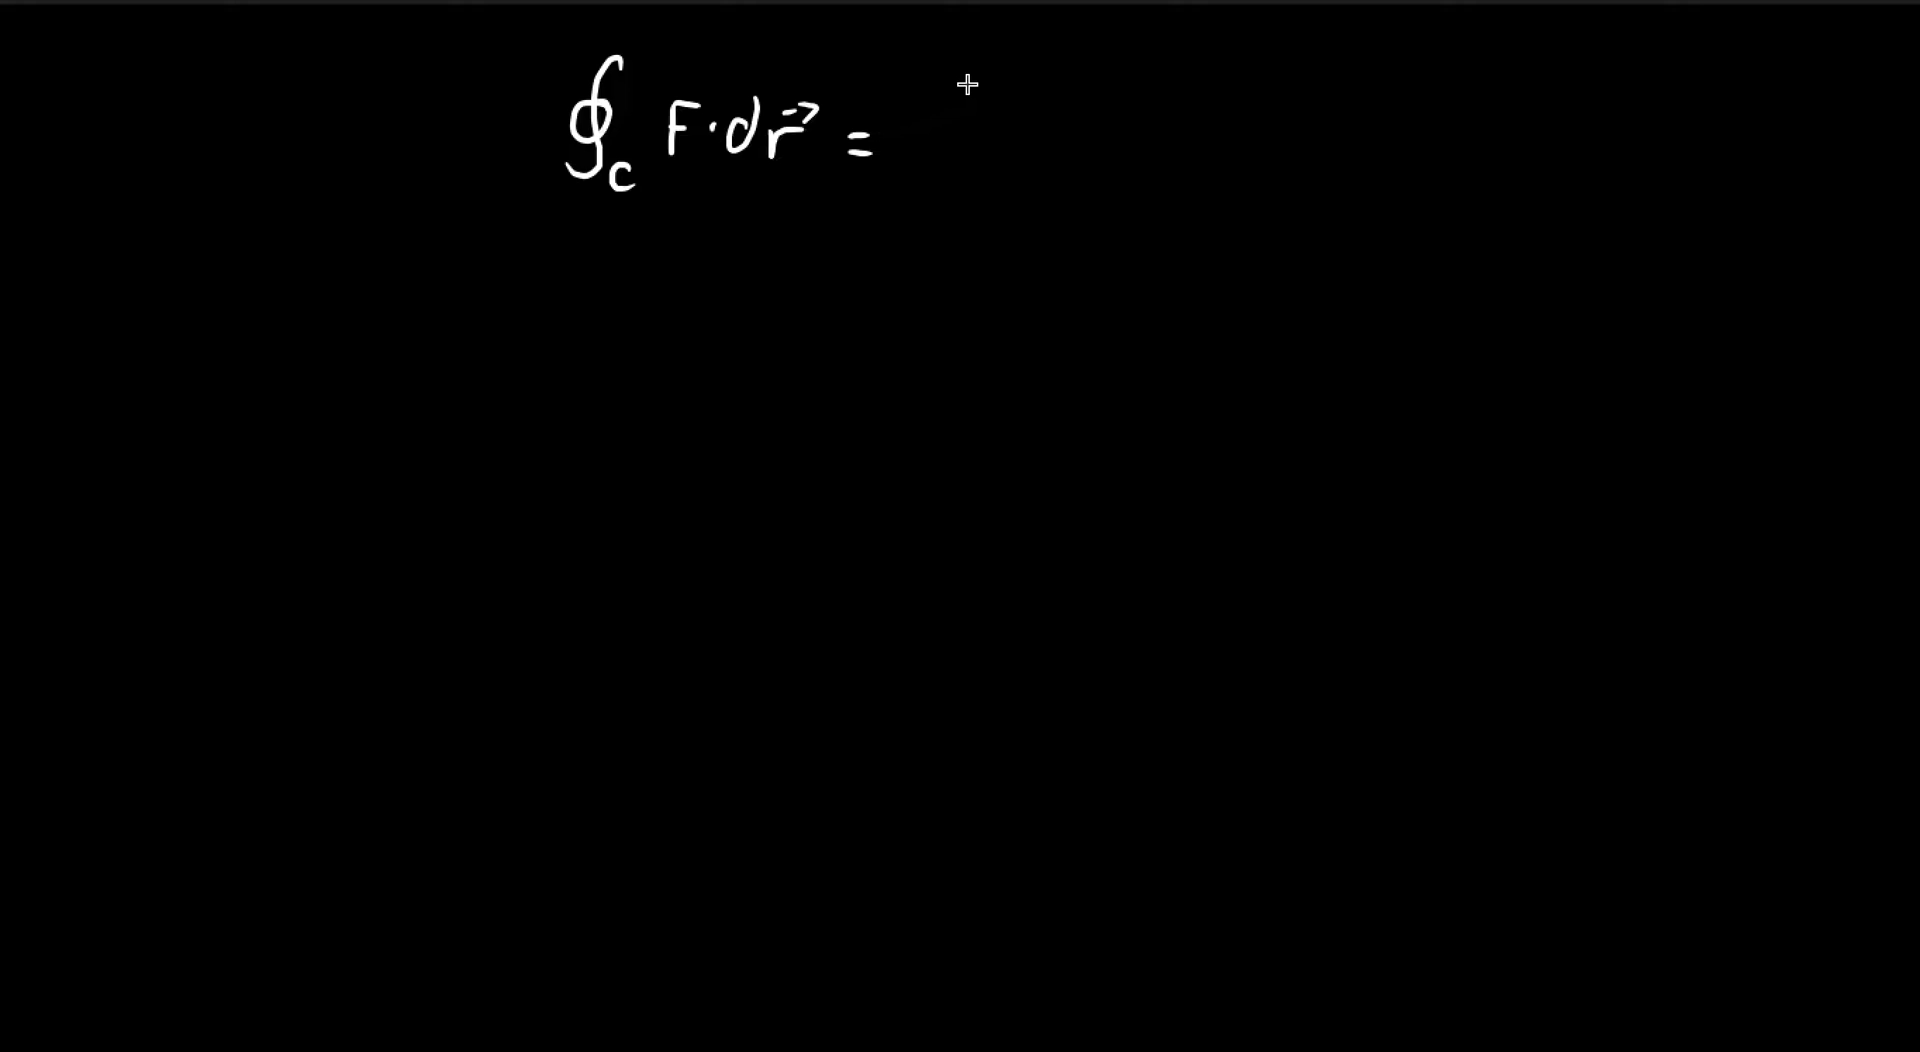 ∮_C F·dr⃗ =